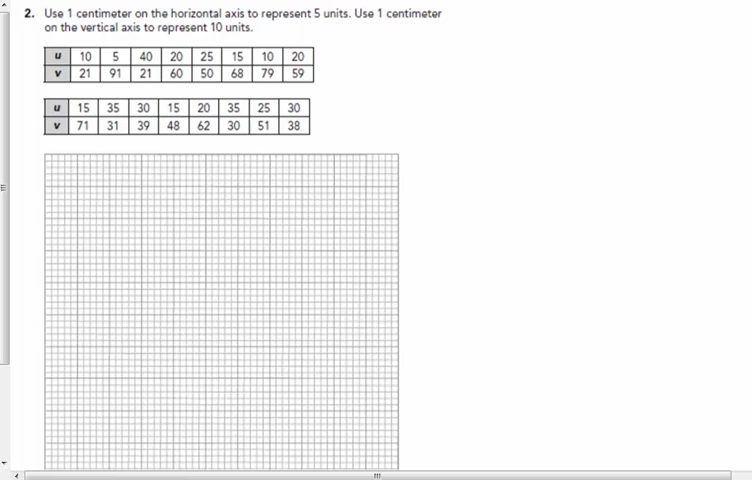 2. Use 1 centimeter on the horizontal axis to represent 5 units. Use 1 centimeter
on the vertical axis to represent 10 units.
u 10 5 40 20 25 15 10 20
v 21 91 21 60 50 68 79 59
u 15 35 30 15 20 35 25 30
v 71 31 39 48 62 30 51 38